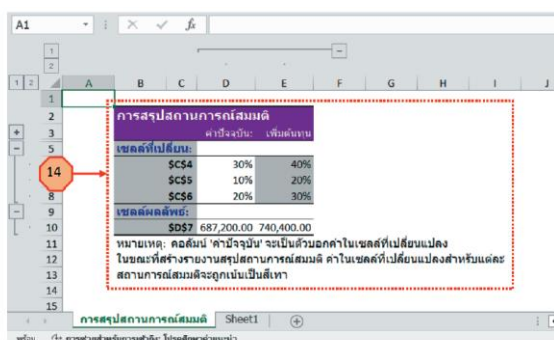 A1
fx
1
2
1 2 A B C D E F G H I J
1
2 การสรุปสถานการณ์สมมติ
3 ค่าปัจจุบัน: เพิ่มต้นทุน
5 เซลล์ที่เปลี่ยน:
14
$C$4 30% 40%
$C$5 10% 20%
8 $C$6 20% 30%
9 เซลล์ผลลัพธ์:
10 $D$7 687,200.00 740,400.00
11 หมายเหตุ: คอลัมน์ 'ค่าปัจจุบัน' จะเป็นตัวบอกค่าในเซลล์ที่เปลี่ยนแปลง
12 ในขณะที่สร้างรายงานสรุปสถานการณ์สมมติ ค่าในเซลล์ที่เปลี่ยนแปลงสำหรับแต่ละ
13 สถานการณ์สมมติจะถูกเน้นเป็นสีเทา
14
15
การสรุปสถานการณ์สมมติ Sheet1